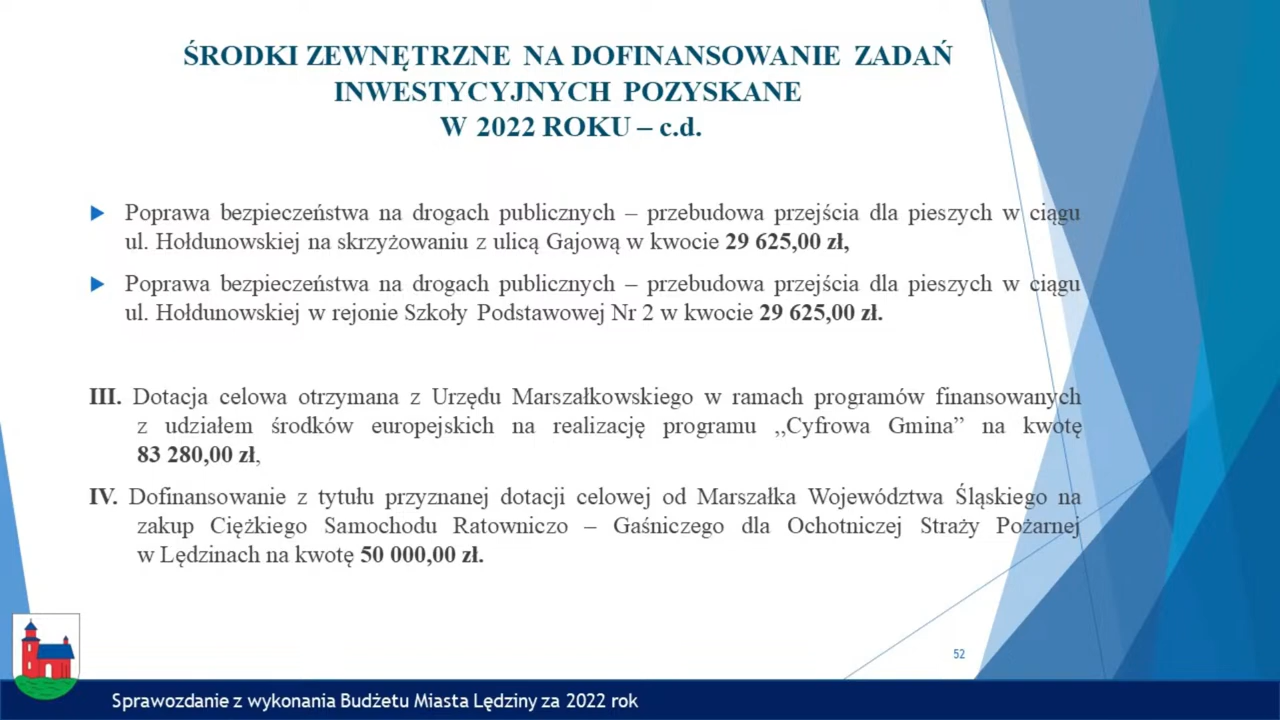 ŚRODKI ZEWNĘTRZNE NA DOFINANSOWANIE ZADAŃ
INWESTYCYJNYCH POZYSKANE
W 2022 ROKU – c.d.
Poprawa bezpieczeństwa na drogach publicznych – przebudowa przejścia dla pieszych w ciągu
ul. Hołdunowskiej na skrzyżowaniu z ulicą Gajową w kwocie 29 625,00 zł,
Poprawa bezpieczeństwa na drogach publicznych – przebudowa przejścia dla pieszych w ciągu
ul. Hołdunowskiej w rejonie Szkoły Podstawowej Nr 2 w kwocie 29 625,00 zł.
III. Dotacja celowa otrzymana z Urzędu Marszałkowskiego w ramach programów finansowanych
z udziałem środków europejskich na realizację programu ,,Cyfrowa Gmina” na kwotę
83 280,00 zł,
IV. Dofinansowanie z tytułu przyznanej dotacji celowej od Marszałka Województwa Śląskiego na
zakup Ciężkiego Samochodu Ratowniczo – Gaśniczego dla Ochotniczej Straży Pożarnej
w Lędzinach na kwotę 50 000,00 zł.
52
Sprawozdanie z wykonania Budżetu Miasta Lędziny za 2022 rok